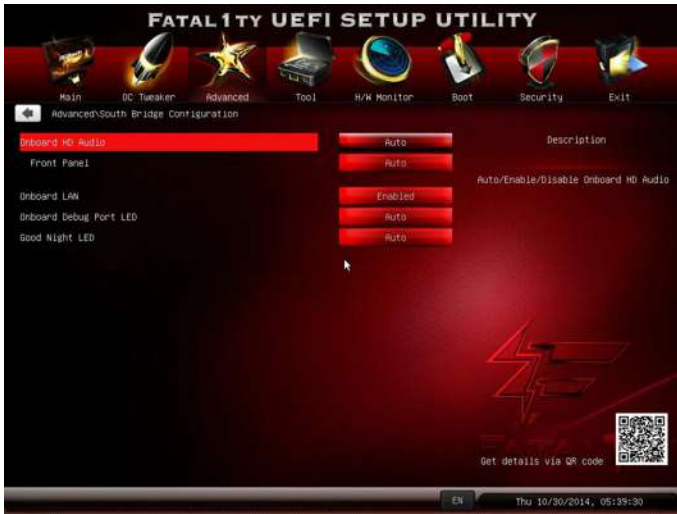 FATAL1TY UEFI SETUP UTILITY
Main OC Tweaker Advanced Tool H/W Monitor Boot Security Exit
Advanced\South Bridge Configuration
Onboard HD Audio Auto
Front Panel Auto
Onboard LAN Enabled
Onboard Debug Port LED Auto
Good Night LED Auto
Description
Auto/Enable/Disable Onboard HD Audio
Get details via QR code
EN Thu 10/30/2014, 05:39:30